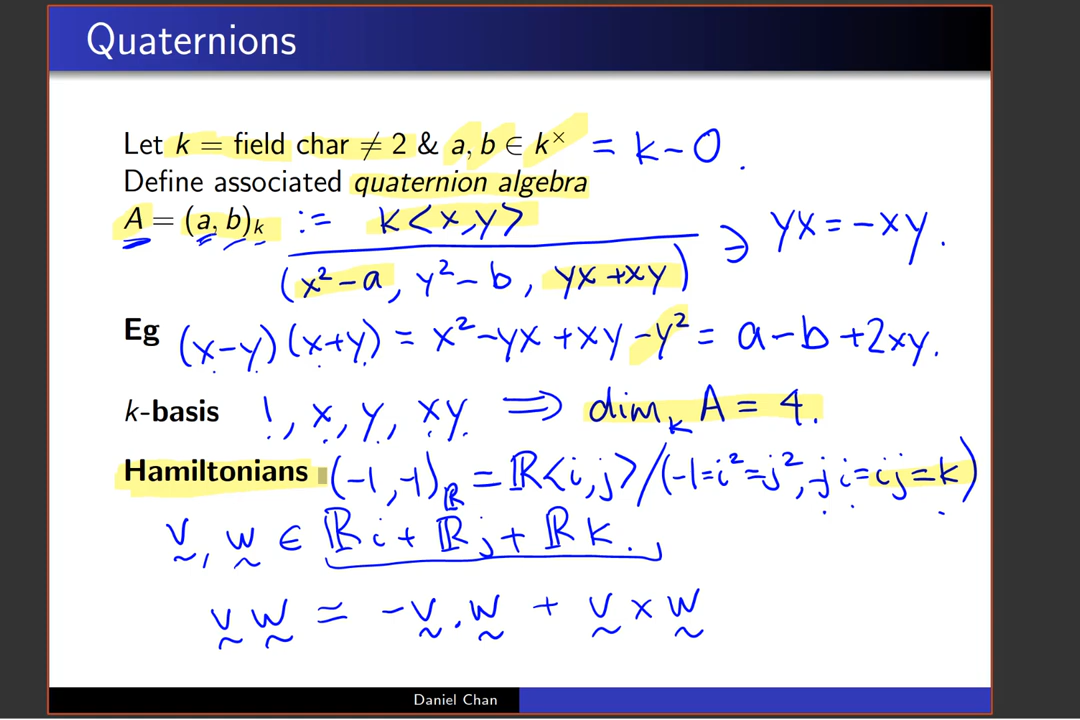 Quaternions
Let k = field char ≠ 2 & a, b ∈ k^× = k - 0.
Define associated quaternion algebra
A = (a, b)_k := k<x,y> / (x² - a, y² - b, yx + xy) ∋ yx = -xy.
Eg (x-y)(x+y) = x² - yx + xy - y² = a - b + 2xy.
k-basis 1, x, y, xy ⟹ dim_k A = 4.
Hamiltonians (-1, -1)_ℝ = ℝ<i,j>/(-1=i²=j², -ji=ij=k)
v, w ∈ ℝi + ℝj + ℝk.
v w = -v.w + v × w
Daniel Chan